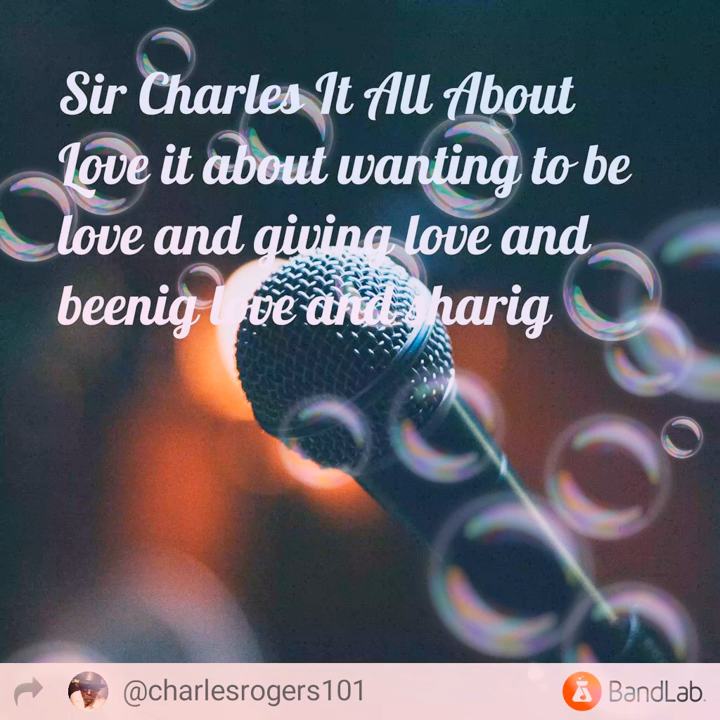 Sir Charles It All About
Love it about wanting to be
love and giving love and
beenig love and sharig
@charlesrogers101
BandLab.